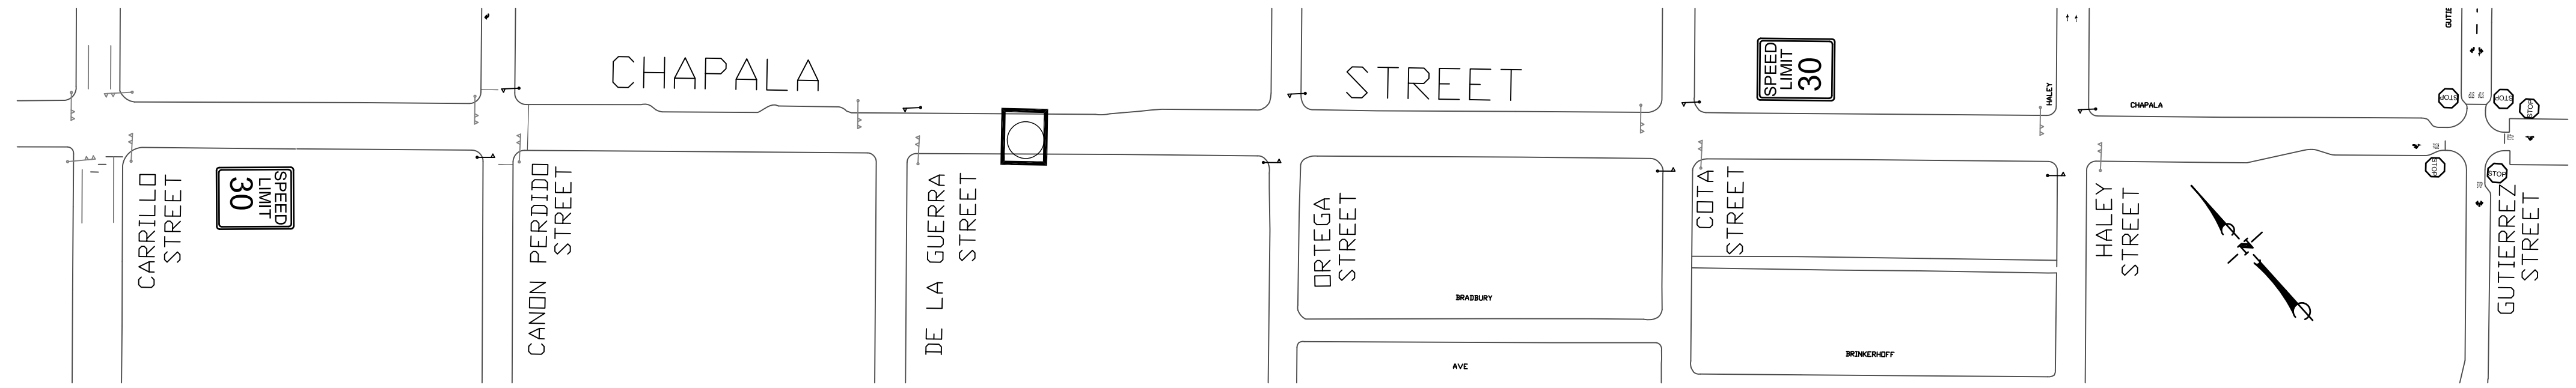 CHAPALA STREET
SPEED
LIMIT
30
CARRILLO
STREET
SPEED
LIMIT
30
CANON PERDIDO
STREET
DE LA GUERRA
STREET
ORTEGA
STREET
BRADBURY
AVE
COTA
STREET
BRINKERHOFF
HALEY
CHAPALA
HALEY
STREET
N
GUTIE
STOP
STOP
STOP
STOP
STOP
GUTIERREZ
STREET